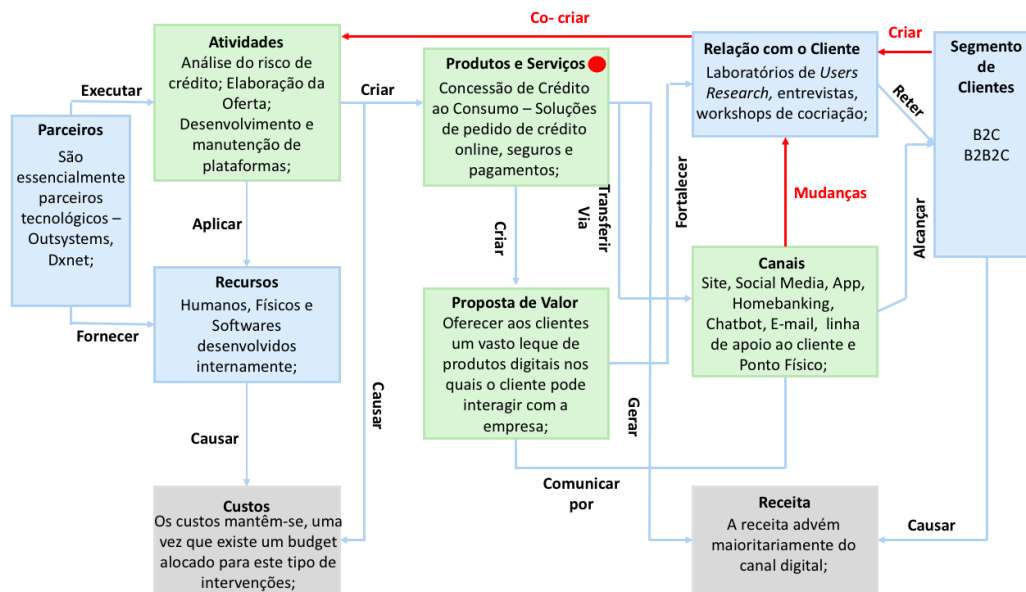 Co- criar
Atividades
Análise do risco de
crédito; Elaboração da
Oferta;
Desenvolvimento e
manutenção de
plataformas;
Executar
Criar
Produtos e Serviços
Concessão de Crédito
ao Consumo – Soluções
de pedido de crédito
online, seguros e
pagamentos;
Relação com o Cliente
Laboratórios de Users
Research, entrevistas,
workshops de cocriação;
Criar
Segmento
de
Clientes
B2C
B2B2C
Reter
Parceiros
São
essencialmente
parceiros
tecnológicos –
Outsystems,
Dxnet;
Aplicar
Criar
Transferir
Via
Fortalecer
Mudanças
Alcançar
Recursos
Humanos, Físicos e
Softwares
desenvolvidos
internamente;
Fornecer
Proposta de Valor
Oferecer aos clientes
um vasto leque de
produtos digitais nos
quais o cliente pode
interagir com a
empresa;
Canais
Site, Social Media, App,
Homebanking,
Chatbot, E-mail, linha
de apoio ao cliente e
Ponto Físico;
Causar
Causar
Gerar
Comunicar
por
Custos
Os custos mantêm-se, uma
vez que existe um budget
alocado para este tipo de
intervenções;
Receita
A receita advém
maioritariamente do
canal digital;
Causar